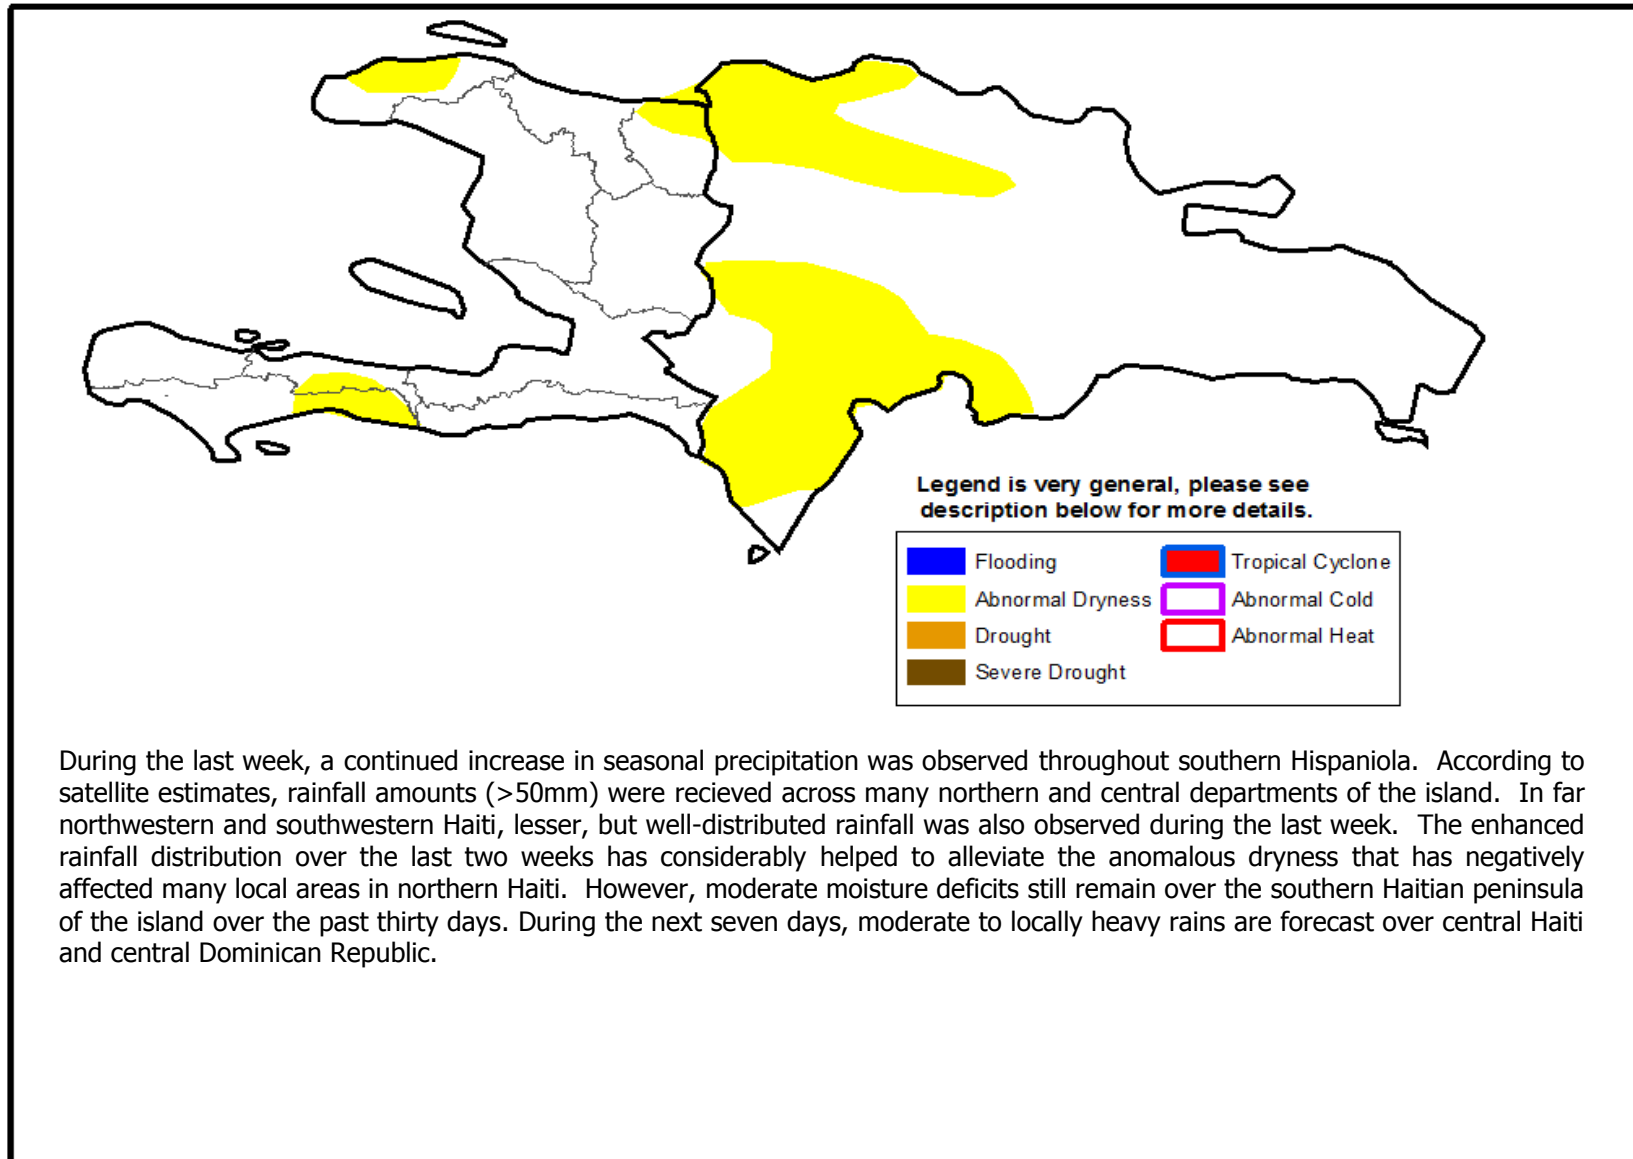 Legend is very general, please see
description below for more details.
Flooding
Tropical Cyclone
Abnormal Dryness
Abnormal Cold
Drought
Abnormal Heat
Severe Drought
During the last week, a continued increase in seasonal precipitation was observed throughout southern Hispaniola. According to
satellite estimates, rainfall amounts (>50mm) were recieved across many northern and central departments of the island. In far
northwestern and southwestern Haiti, lesser, but well-distributed rainfall was also observed during the last week. The enhanced
rainfall distribution over the last two weeks has considerably helped to alleviate the anomalous dryness that has negatively
affected many local areas in northern Haiti. However, moderate moisture deficits still remain over the southern Haitian peninsula
of the island over the past thirty days. During the next seven days, moderate to locally heavy rains are forecast over central Haiti
and central Dominican Republic.